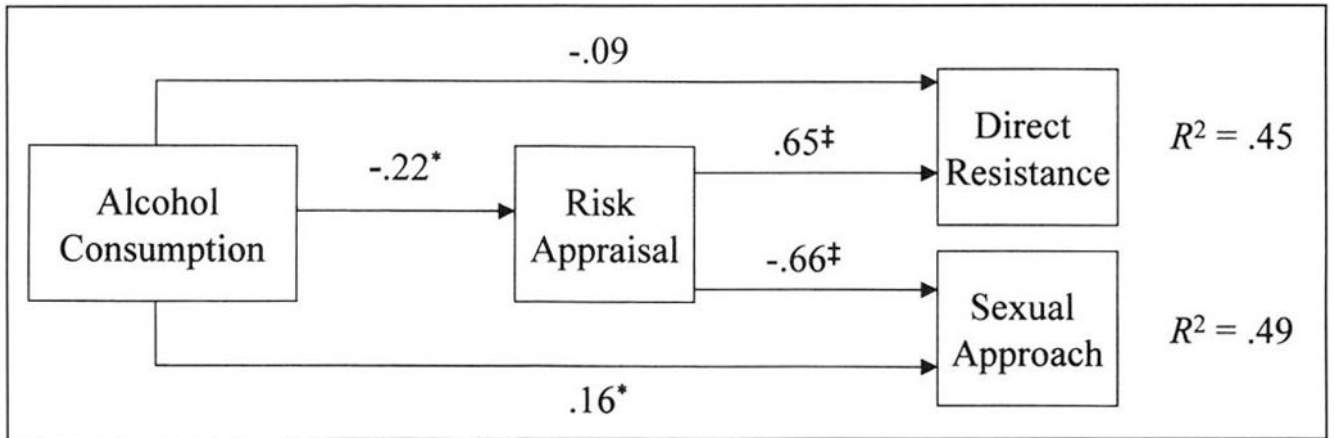 -.09
Direct
Resistance
R² = .45
.65‡
-.22*
Alcohol
Consumption
Risk
Appraisal
-.66‡
Sexual
Approach
R² = .49
.16*